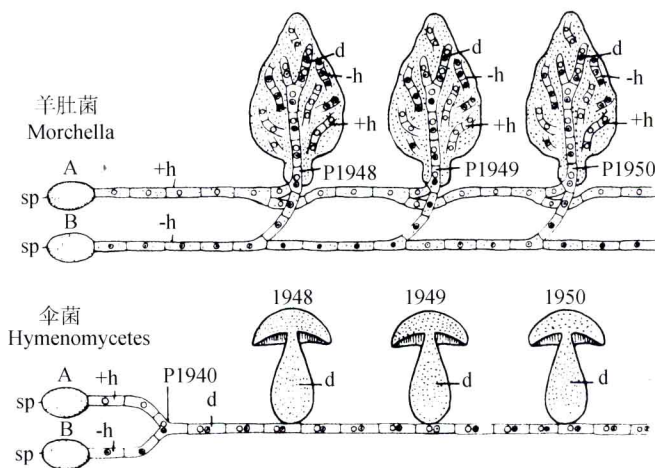 d d d
-h -h -h
羊肚菌
Morchella
+h +h +h
A +h P1948 P1949 P1950
sp
B -h
sp
1948 1949 1950
伞菌
Hymenomycetes
A +h P1940
sp d d d d
B -h
sp